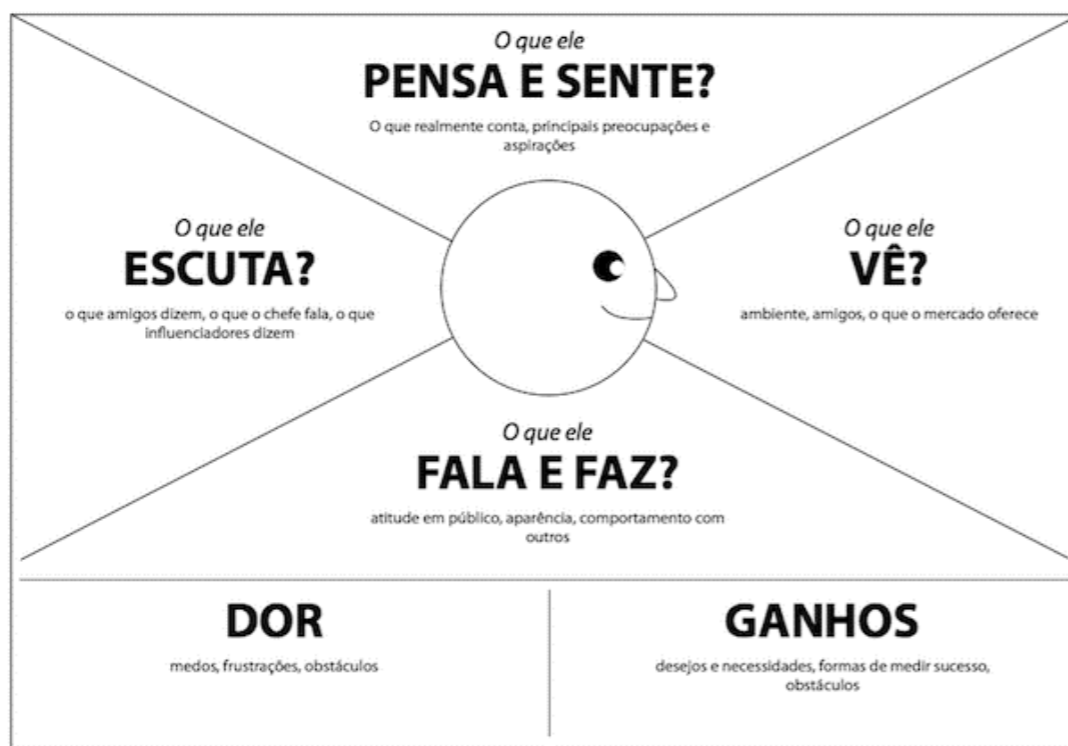 O que ele
PENSA E SENTE?
O que realmente conta, principais preocupações e
aspirações
O que ele
ESCUTA?
o que amigos dizem, o que o chefe fala, o que
influenciadores dizem
O que ele
VÊ?
ambiente, amigos, o que o mercado oferece
O que ele
FALA E FAZ?
atitude em público, aparência, comportamento com
outros
DOR
medos, frustrações, obstáculos
GANHOS
desejos e necessidades, formas de medir sucesso,
obstáculos